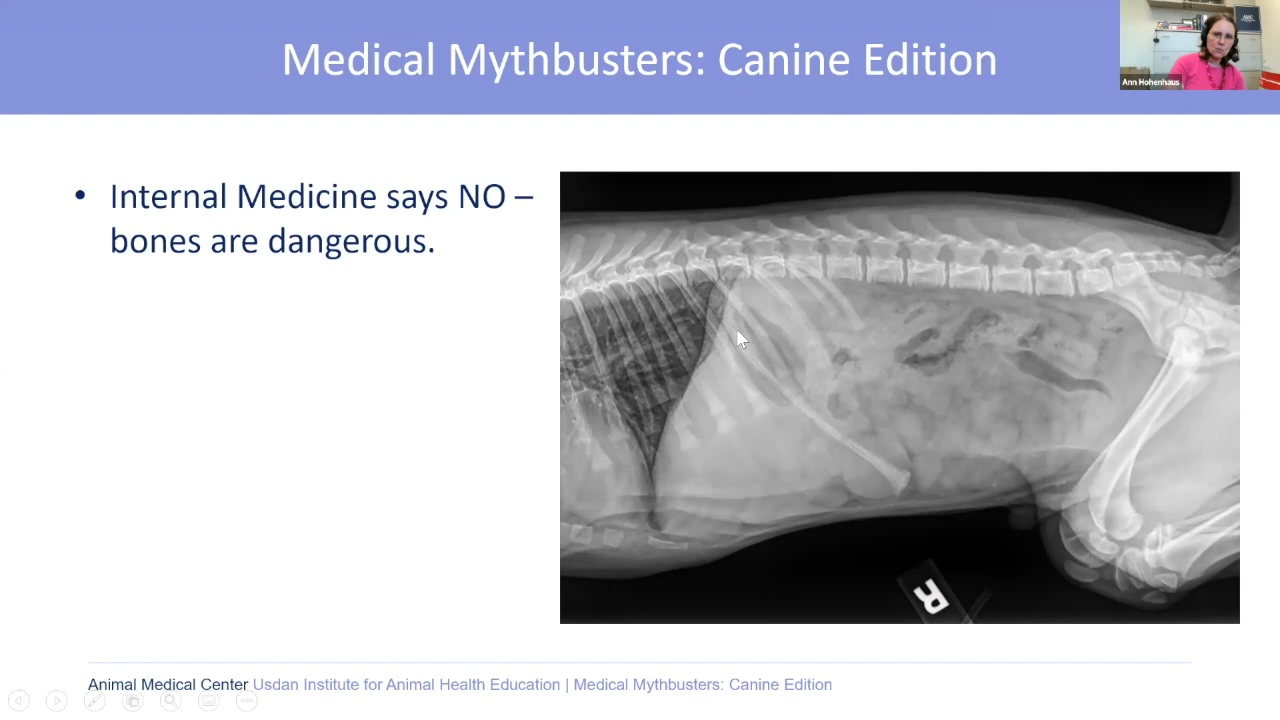 Medical Mythbusters: Canine Edition
Ann Hohenhaus
• Internal Medicine says NO –
bones are dangerous.
R
Animal Medical Center Usdan Institute for Animal Health Education | Medical Mythbusters: Canine Edition